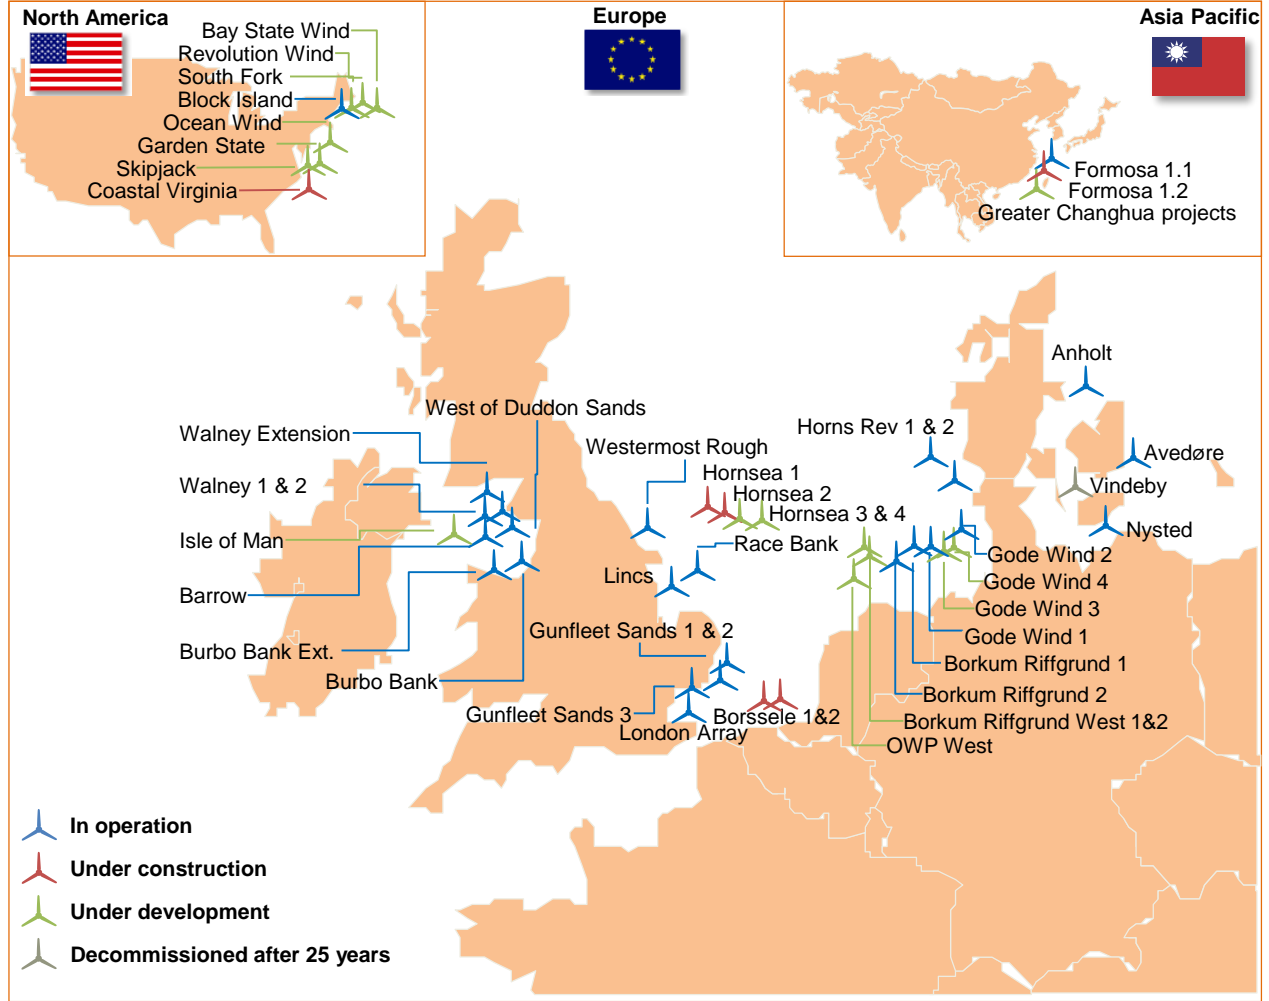 North America
Bay State Wind
Revolution Wind
South Fork
Block Island
Ocean Wind
Garden State
Skipjack
Coastal Virginia
Europe
Asia Pacific
Formosa 1.1
Formosa 1.2
Greater Changhua projects
West of Duddon Sands
Walney Extension
Walney 1 & 2
Isle of Man
Barrow
Burbo Bank Ext.
Burbo Bank
Westermost Rough
Hornsea 1
Hornsea 2
Hornsea 3 & 4
Race Bank
Lincs
Gunfleet Sands 1 & 2
Gunfleet Sands 3
London Array
Borssele 1&2
Anholt
Horns Rev 1 & 2
Avedøre
Vindeby
Nysted
Gode Wind 2
Gode Wind 4
Gode Wind 3
Gode Wind 1
Borkum Riffgrund 1
Borkum Riffgrund 2
Borkum Riffgrund West 1&2
OWP West
In operation
Under construction
Under development
Decommissioned after 25 years